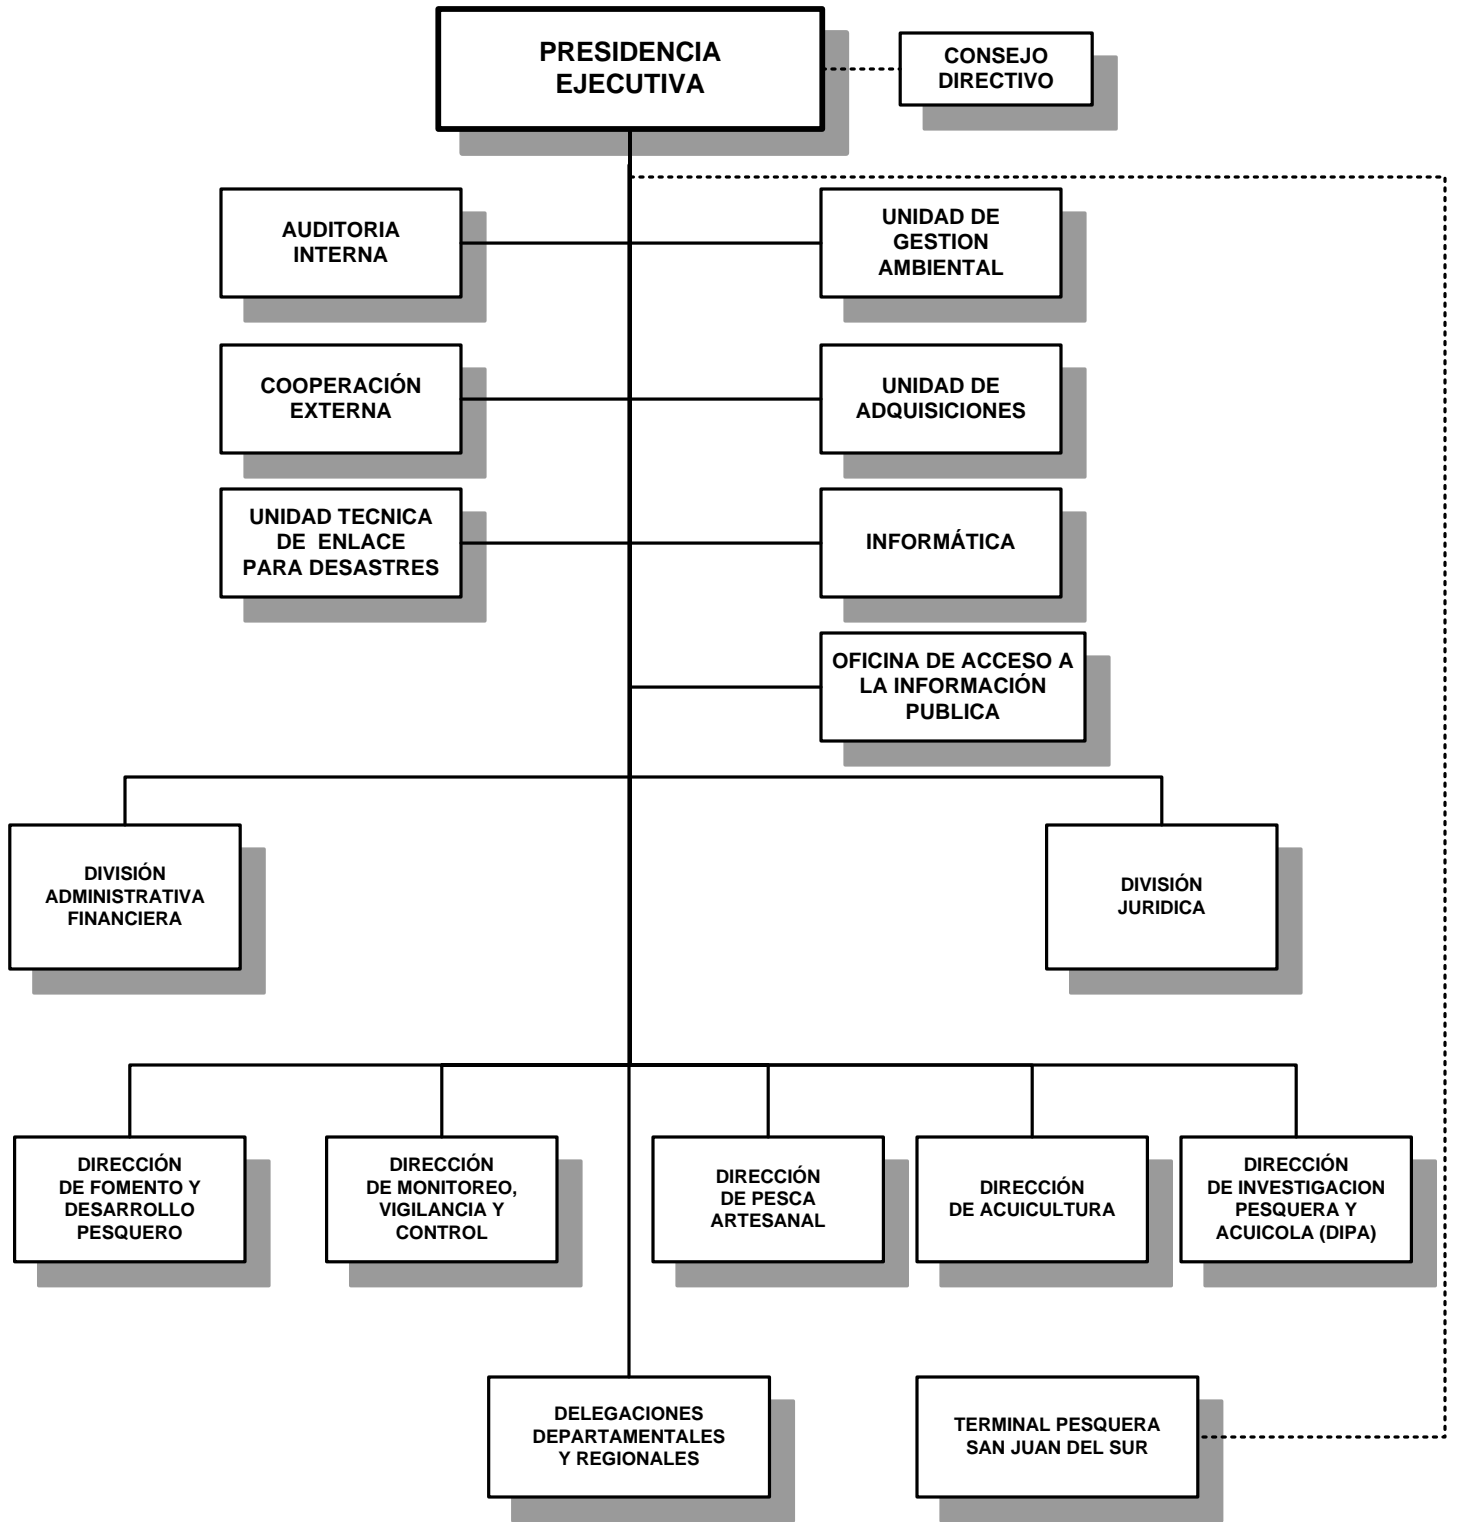 PRESIDENCIA
EJECUTIVA
CONSEJO
DIRECTIVO
AUDITORIA
INTERNA
UNIDAD DE
GESTION
AMBIENTAL
COOPERACIÓN
EXTERNA
UNIDAD DE
ADQUISICIONES
UNIDAD TECNICA
DE ENLACE
PARA DESASTRES
INFORMÁTICA
OFICINA DE ACCESO A
LA INFORMACIÓN
PUBLICA
DIVISIÓN
ADMINISTRATIVA
FINANCIERA
DIVISIÓN
JURIDICA
DIRECCIÓN
DE FOMENTO Y
DESARROLLO
PESQUERO
DIRECCIÓN
DE MONITOREO,
VIGILANCIA Y
CONTROL
DIRECCIÓN
DE PESCA
ARTESANAL
DIRECCIÓN
DE ACUICULTURA
DIRECCIÓN
DE INVESTIGACION
PESQUERA Y
ACUICOLA (DIPA)
DELEGACIONES
DEPARTAMENTALES
Y REGIONALES
TERMINAL PESQUERA
SAN JUAN DEL SUR